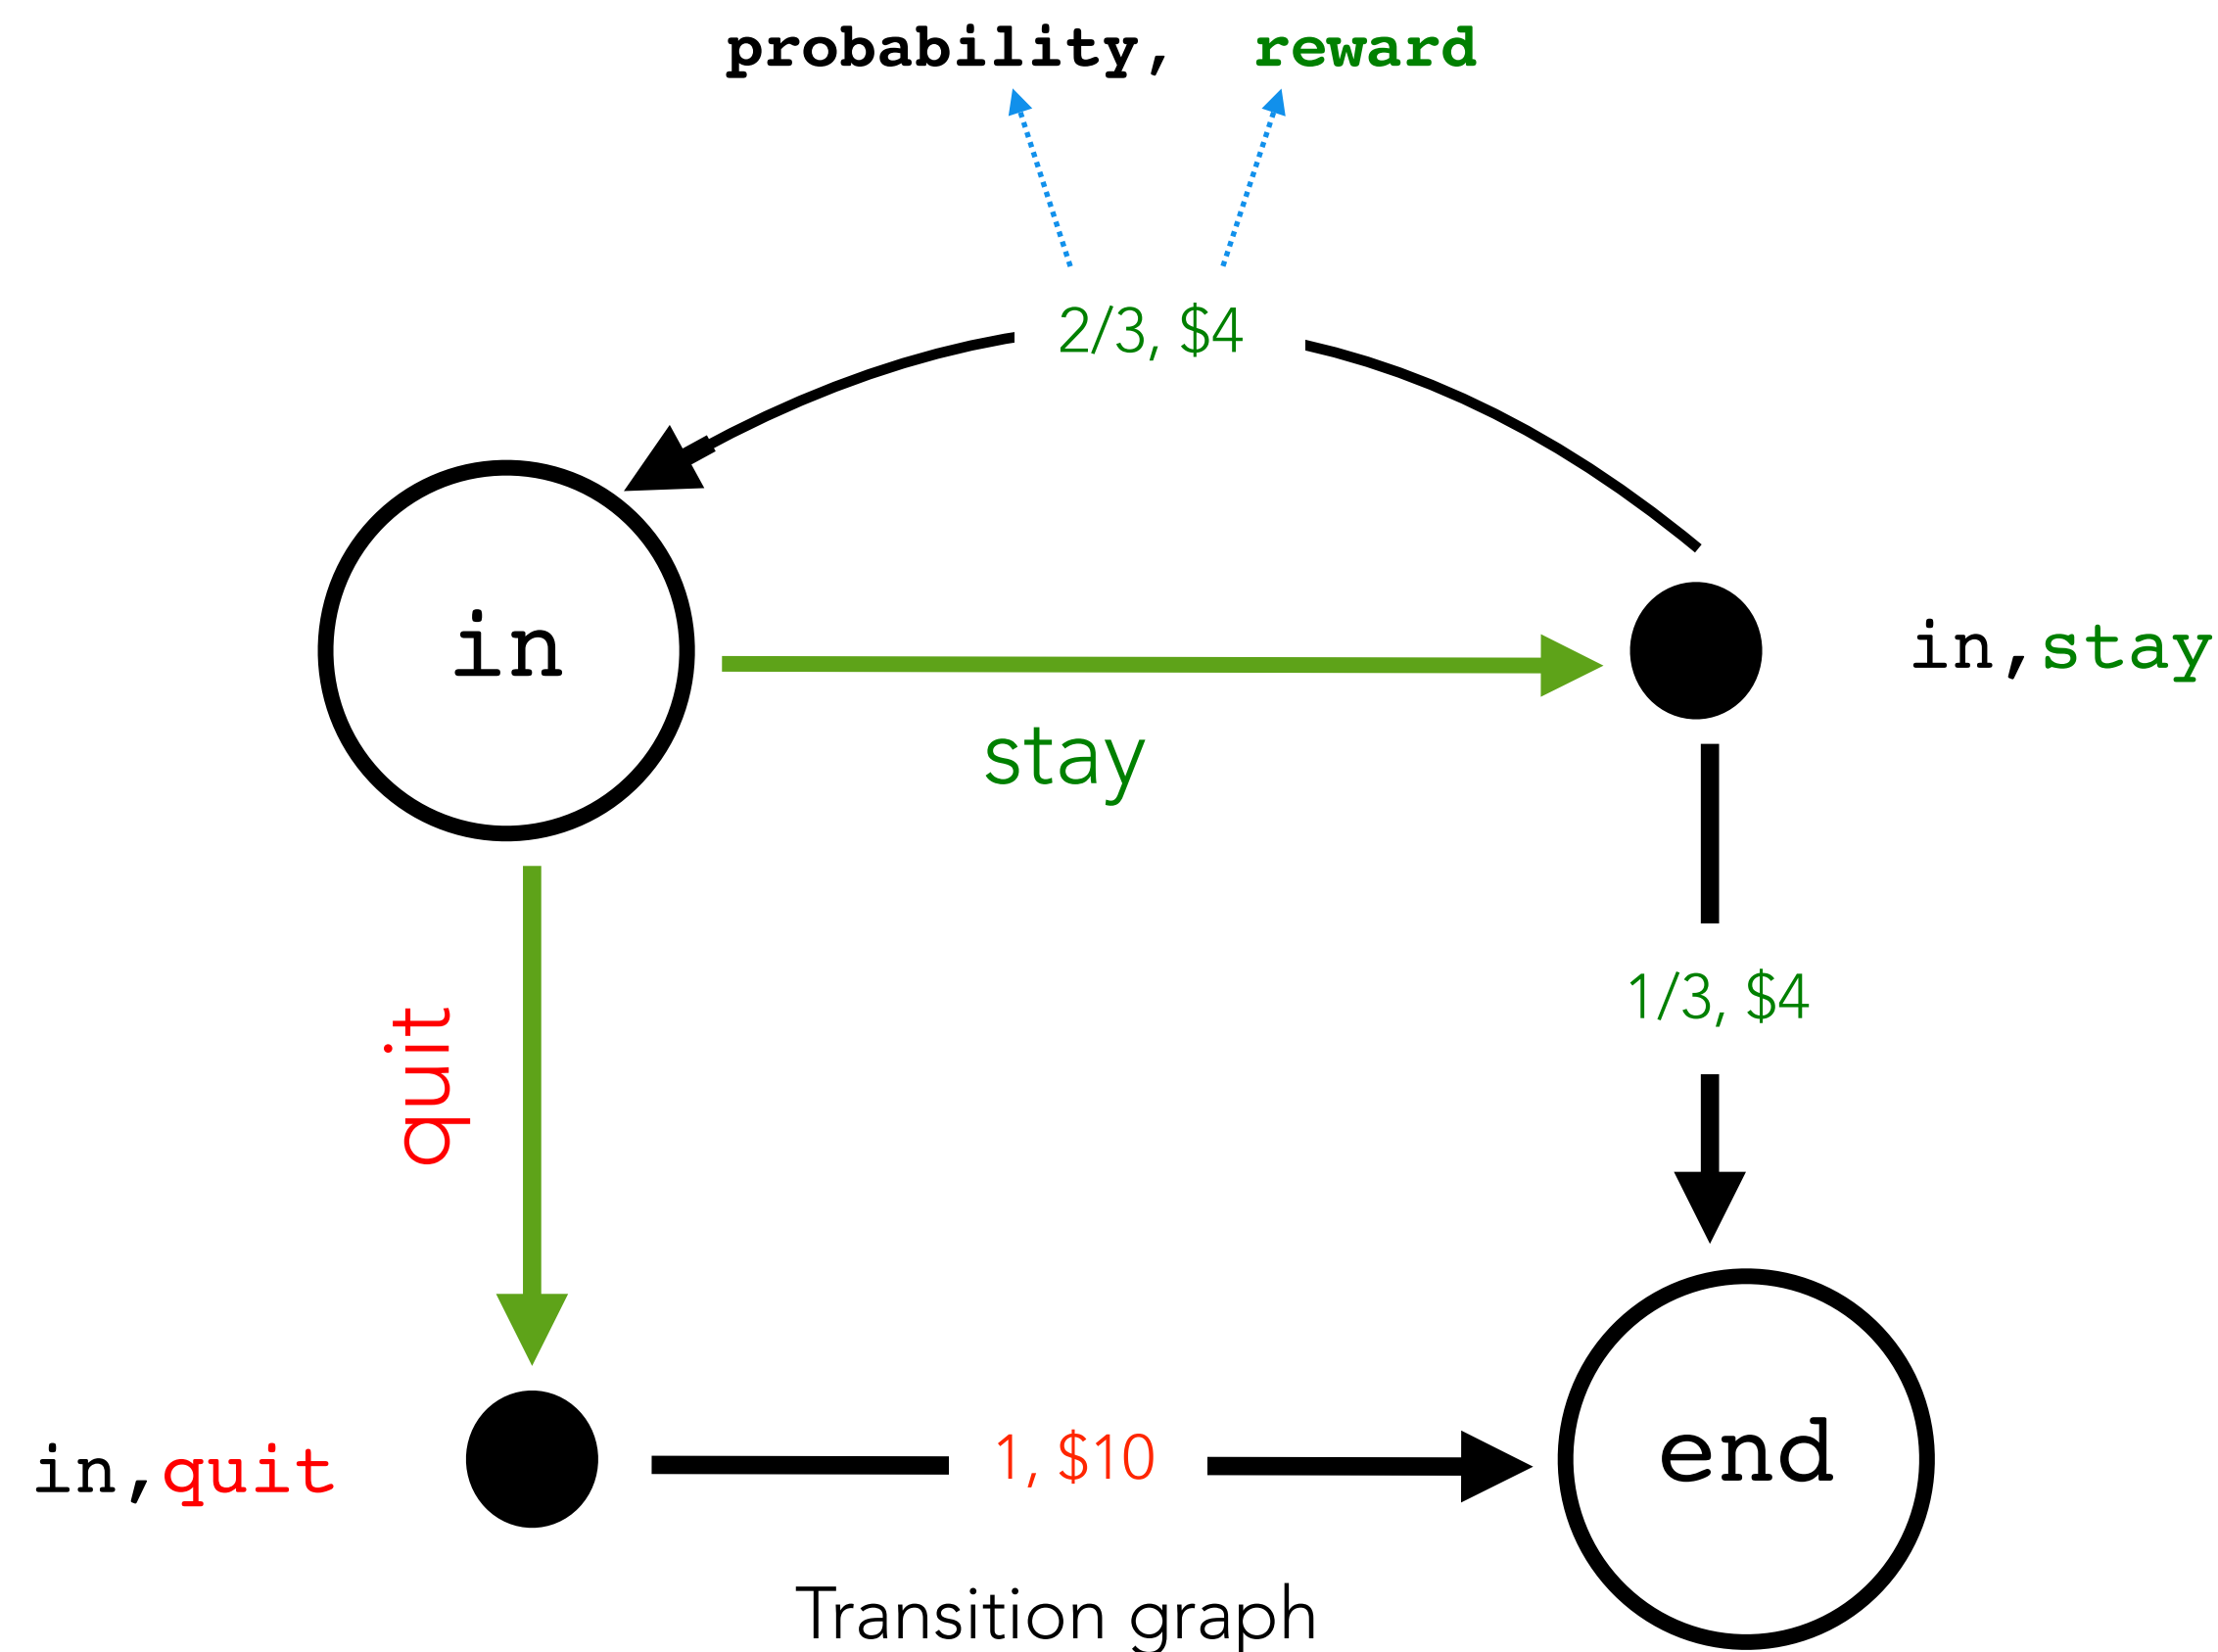 probability, reward
2/3, $4
in
in,stay
stay
1/3, $4
quit
end
in,quit
1, $10
Transition graph